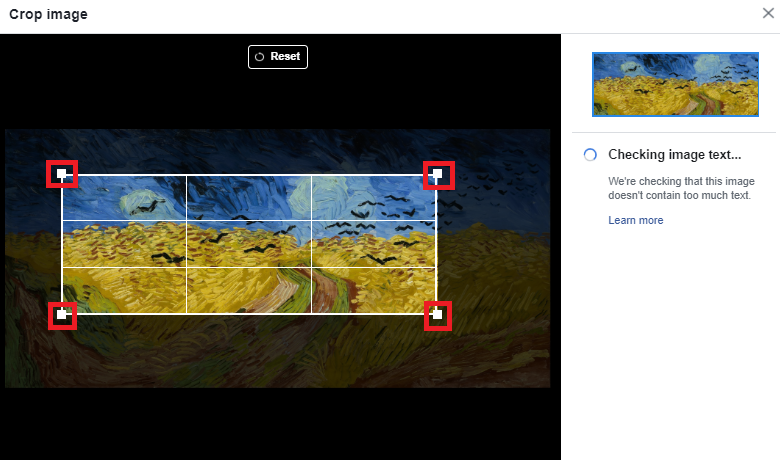 Crop image
Reset
Checking image text...
We're checking that this image
doesn't contain too much text.
Learn more